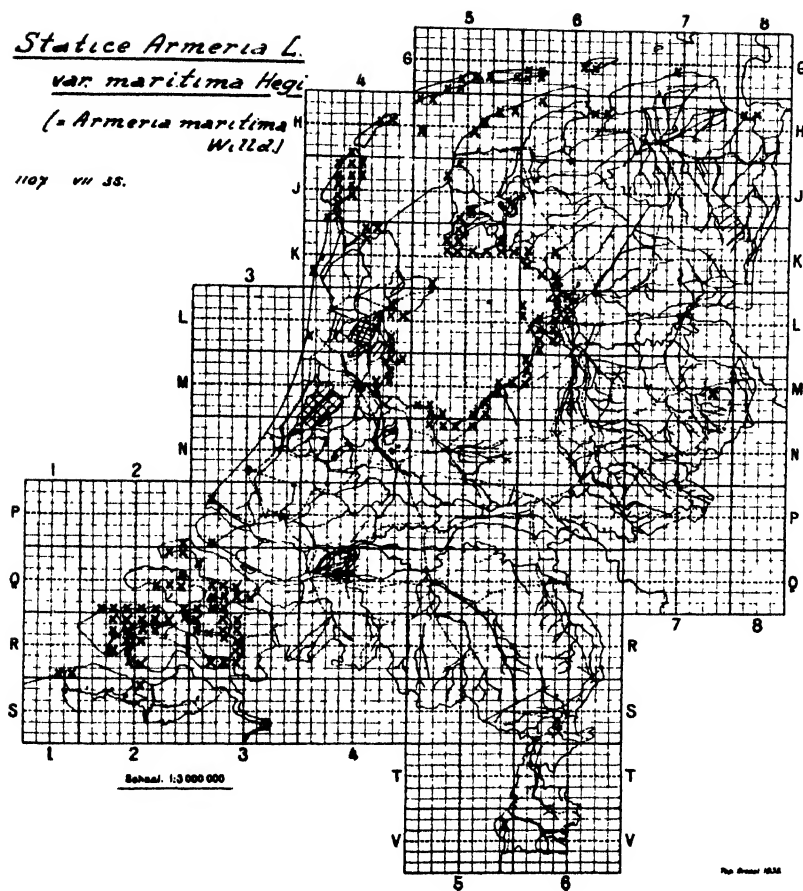 Statice Armeria L.
var. maritima Hegi
(= Armeria maritima
Willd.)
1107 VII 35.
5 6 7 8
G G
4
H H
J J
K K
3
L L
M M
N N
1 2
P P
Q Q
7 8
R R
S S
1 2 3 4
Schaal. 1:3 000 000
T T
V V
5 6